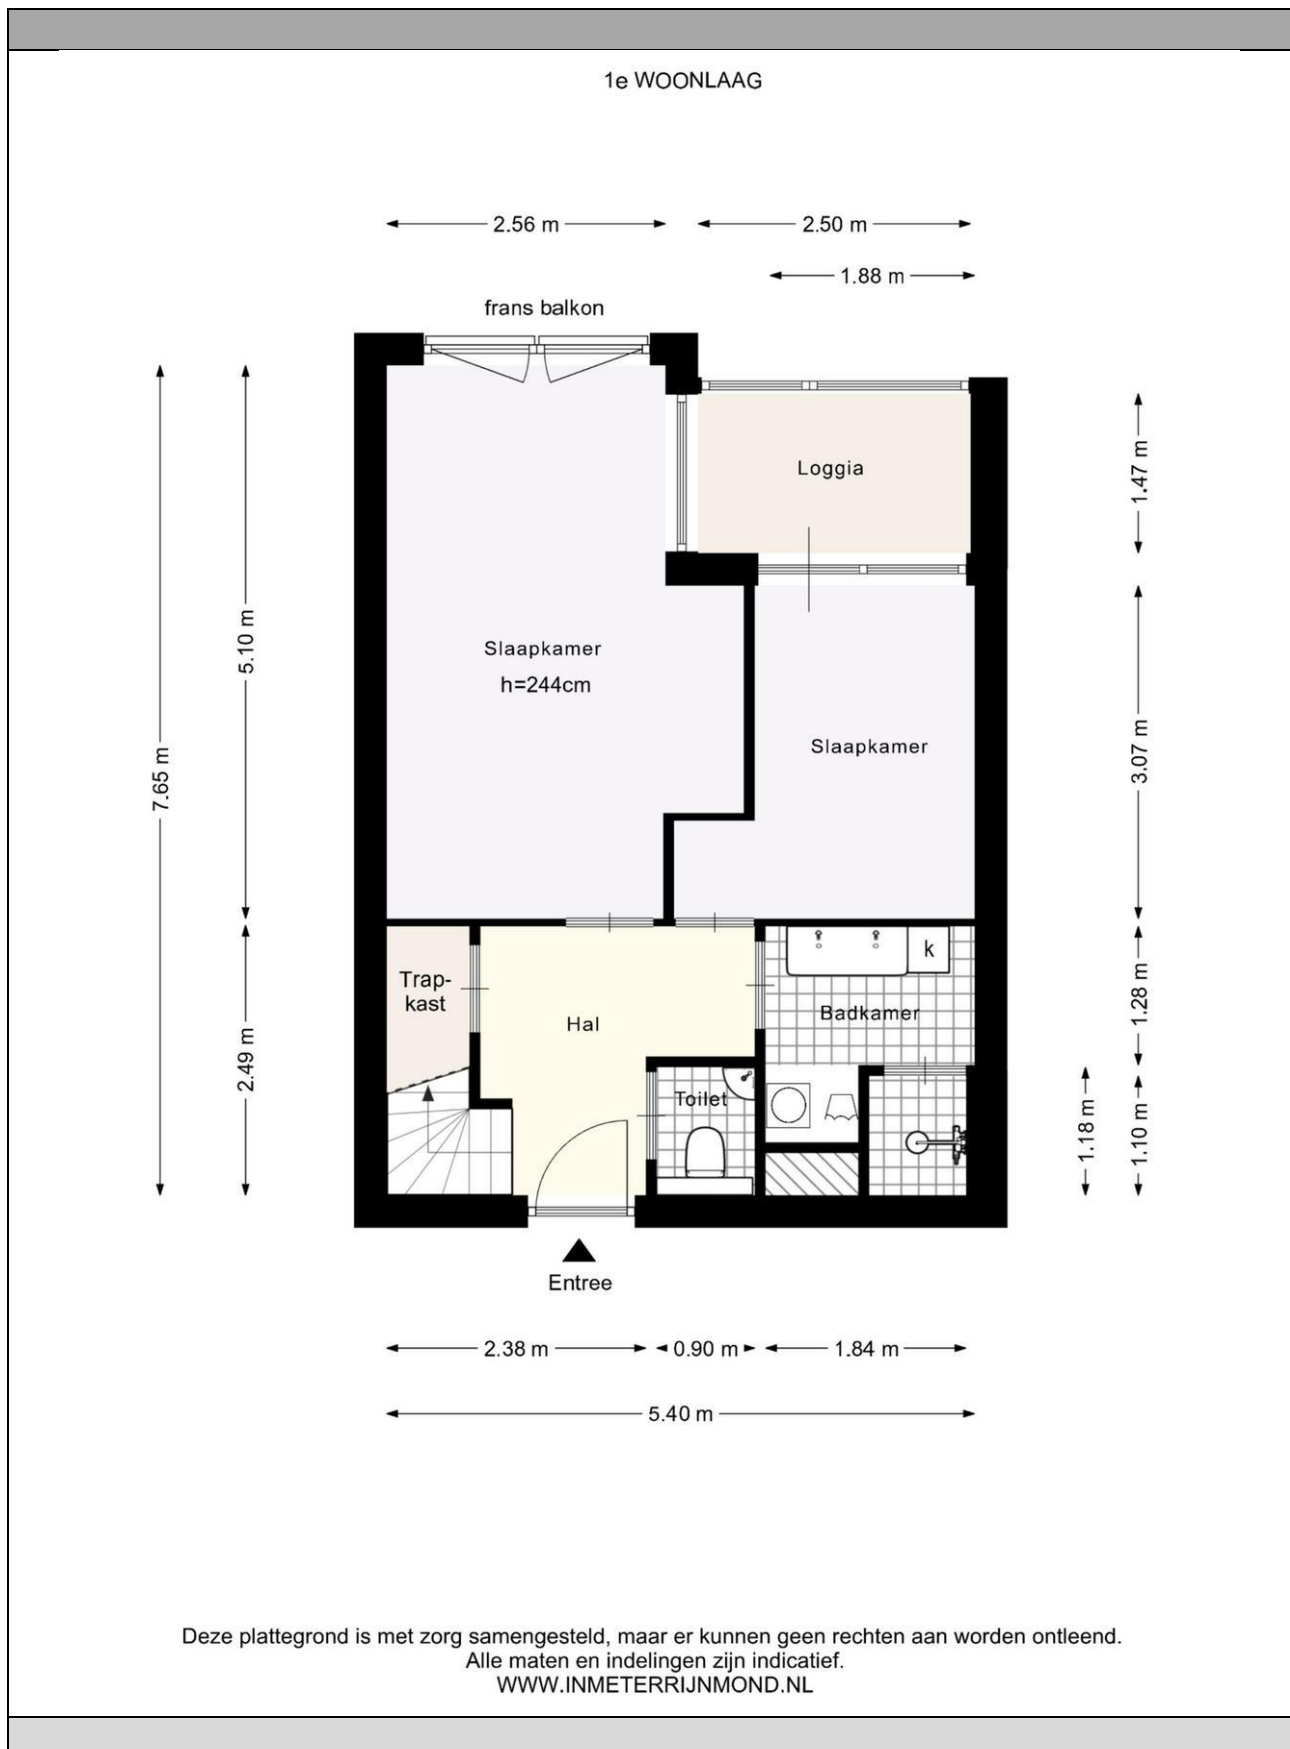 1e WOONLAAG
2.56 m
2.50 m
1.88 m
frans balkon
Loggia
1.47 m
5.10 m
Slaapkamer
h=244cm
Slaapkamer
3.07 m
7.65 m
Trap-
kast
Hal
k
Badkamer
1.28 m
2.49 m
Toilet
1.18 m
1.10 m
Entree
2.38 m
0.90 m
1.84 m
5.40 m
Deze plattegrond is met zorg samengesteld, maar er kunnen geen rechten aan worden ontleend.
Alle maten en indelingen zijn indicatief.
WWW.INMETERRIJNMOND.NL